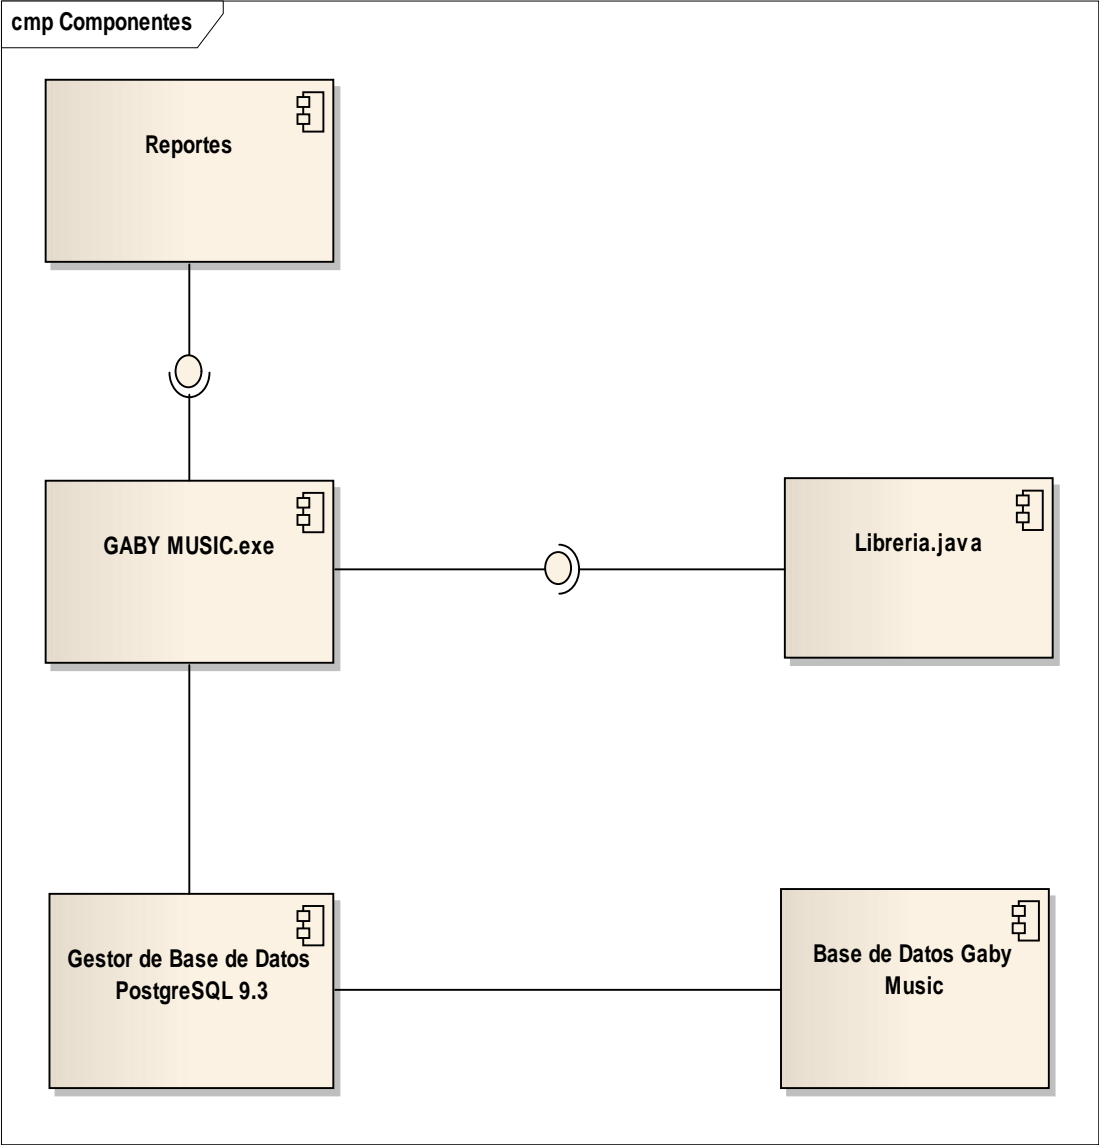 cmp Componentes
Reportes
GABY MUSIC.exe
Libreria.java
Gestor de Base de Datos
PostgreSQL 9.3
Base de Datos Gaby
Music